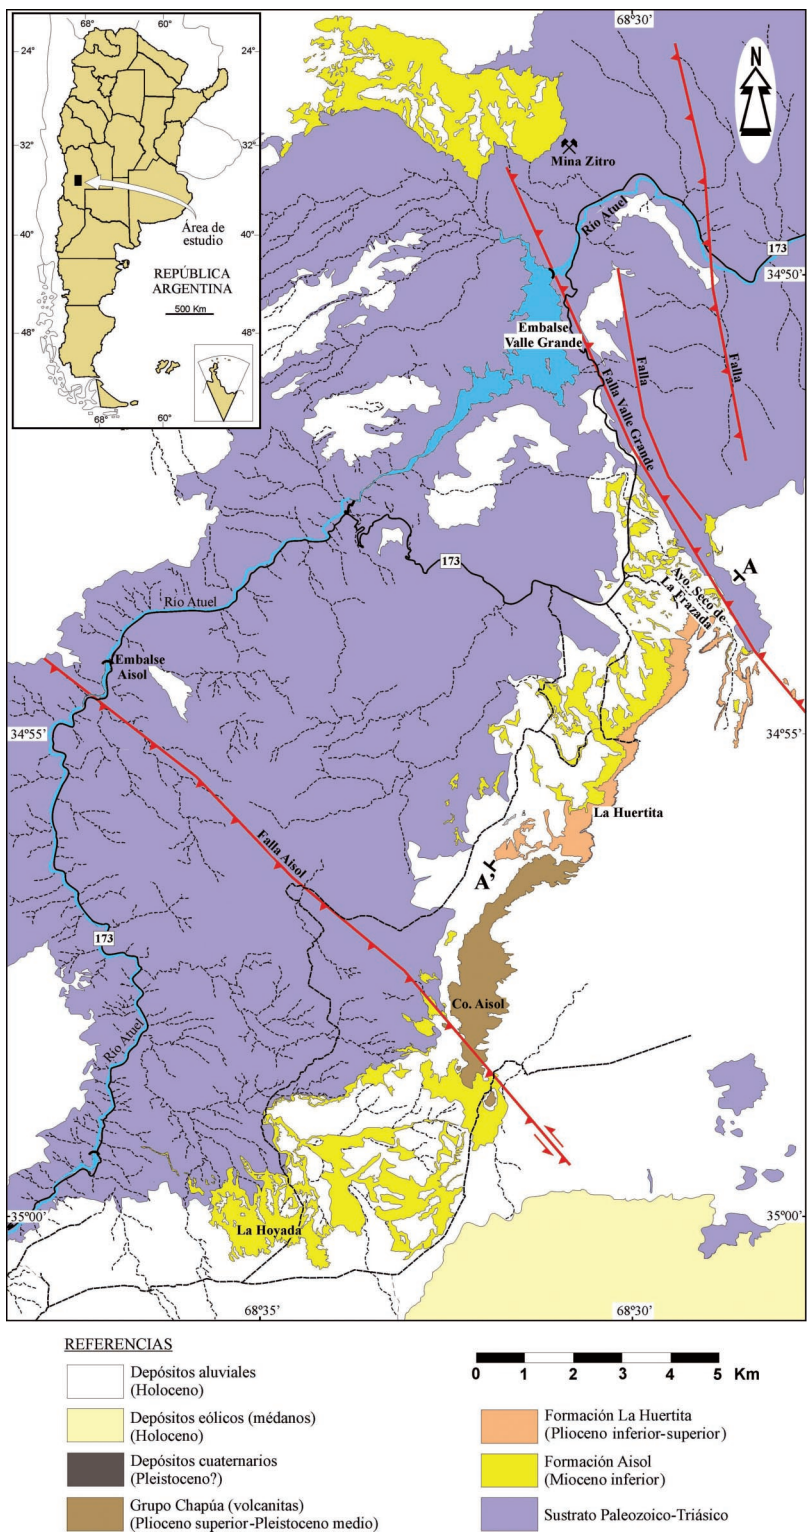 68°
60°
24°
24°
32°
32°
Área de
estudio
40°
40°
REPÚBLICA
ARGENTINA
500 Km
48°
48°
68°
60°
68°30'
N
Mina Zitro
Río Atuel
173
34°50'
Embalse
Valle Grande
Falla Valle Grande
Falla
Falla
173
A
Ayo. Seco de
La Frazada
Río Atuel
Embalse
Aisol
34°55'
34°55'
La Huertita
Falla Aisol
A'
173
Co. Aisol
Río Atuel
La Hoyada
35°00'
35°00'
68°35'
68°30'
REFERENCIAS
Depósitos aluviales
(Holoceno)
Depósitos eólicos (médanos)
(Holoceno)
Depósitos cuaternarios
(Pleistoceno?)
Grupo Chapúa (volcanitas)
(Plioceno superior-Pleistoceno medio)
0 1 2 3 4 5 Km
Formación La Huertita
(Plioceno inferior-superior)
Formación Aisol
(Mioceno inferior)
Sustrato Paleozoico-Triásico